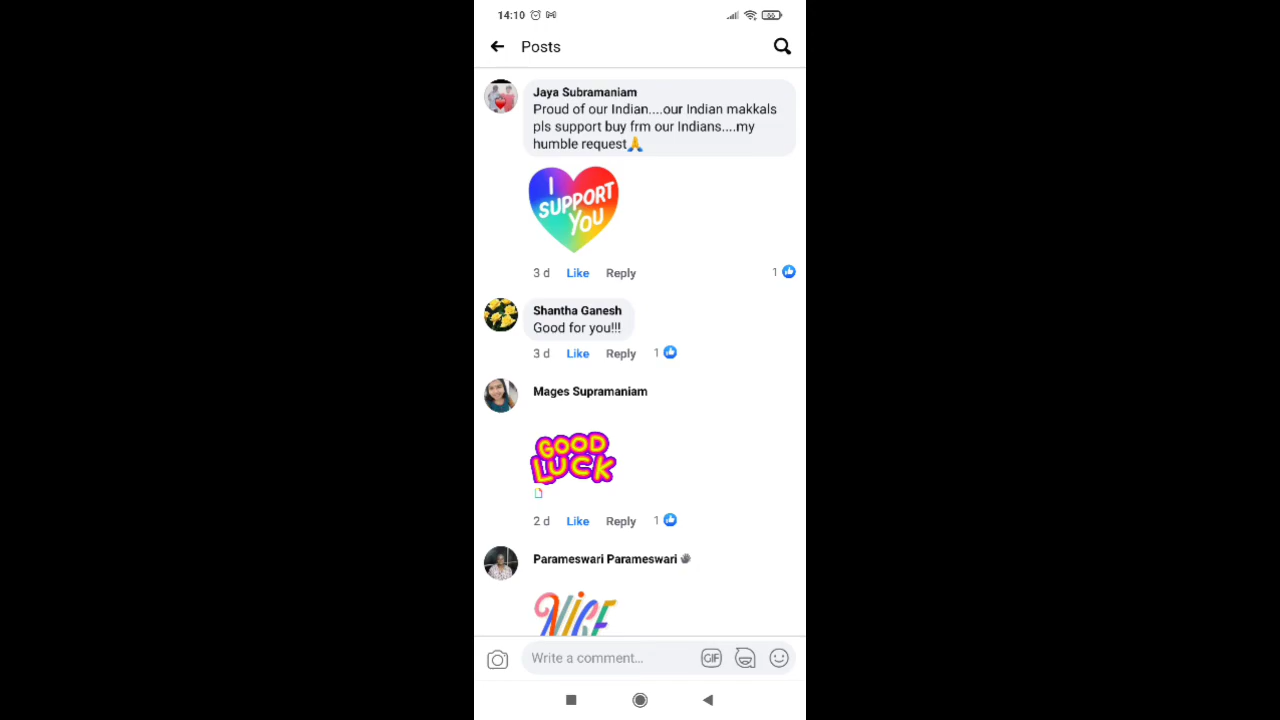 14:10
Posts
Jaya Subramaniam
Proud of our Indian....our Indian makkals
pls support buy frm our Indians....my
humble request🙏
I
SUPPORT
YOU
3 d Like Reply 1
Shantha Ganesh
Good for you!!!
3 d Like Reply 1
Mages Supramaniam
GOOD
LUCK
2 d Like Reply 1
Parameswari Parameswari
NICE
Write a comment... GIF